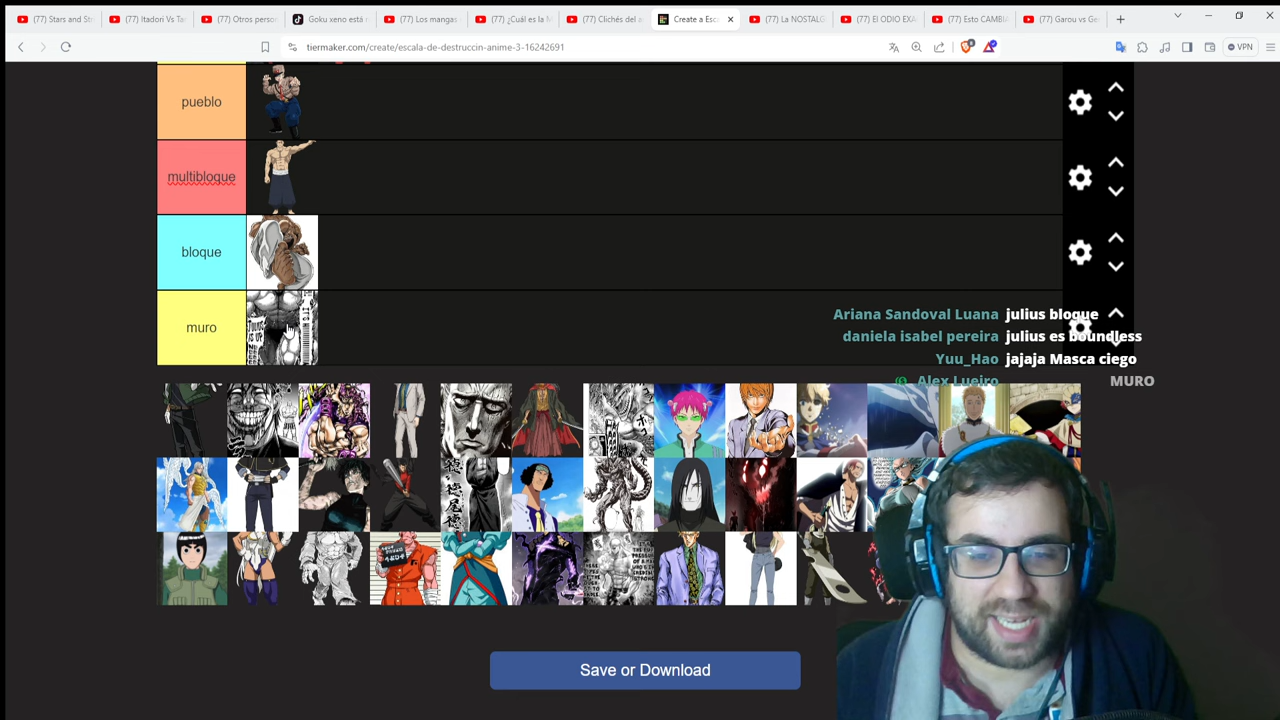 (77) Stars and Str
(77) Itadori Vs Ta
(77) Otros perso
Goku xeno está
(77) Los mangas
(77) ¿Cuál es la M
(77) Clichés del a
Create a Esc
(77) La NOSTALG
(77) El ODIO EXA
(77) Esto CAMBIA
(77) Garou vs Ge
tiermaker.com/create/escala-de-destruccin-anime-3-16242691
VPN
pueblo
multibloque
bloque
muro
Ariana Sandoval Luana julius bloque
daniela isabel pereira julius es boundless
Yuu_Hao jajaja Masca ciego
Alex Lueiro MURO
Save or Download